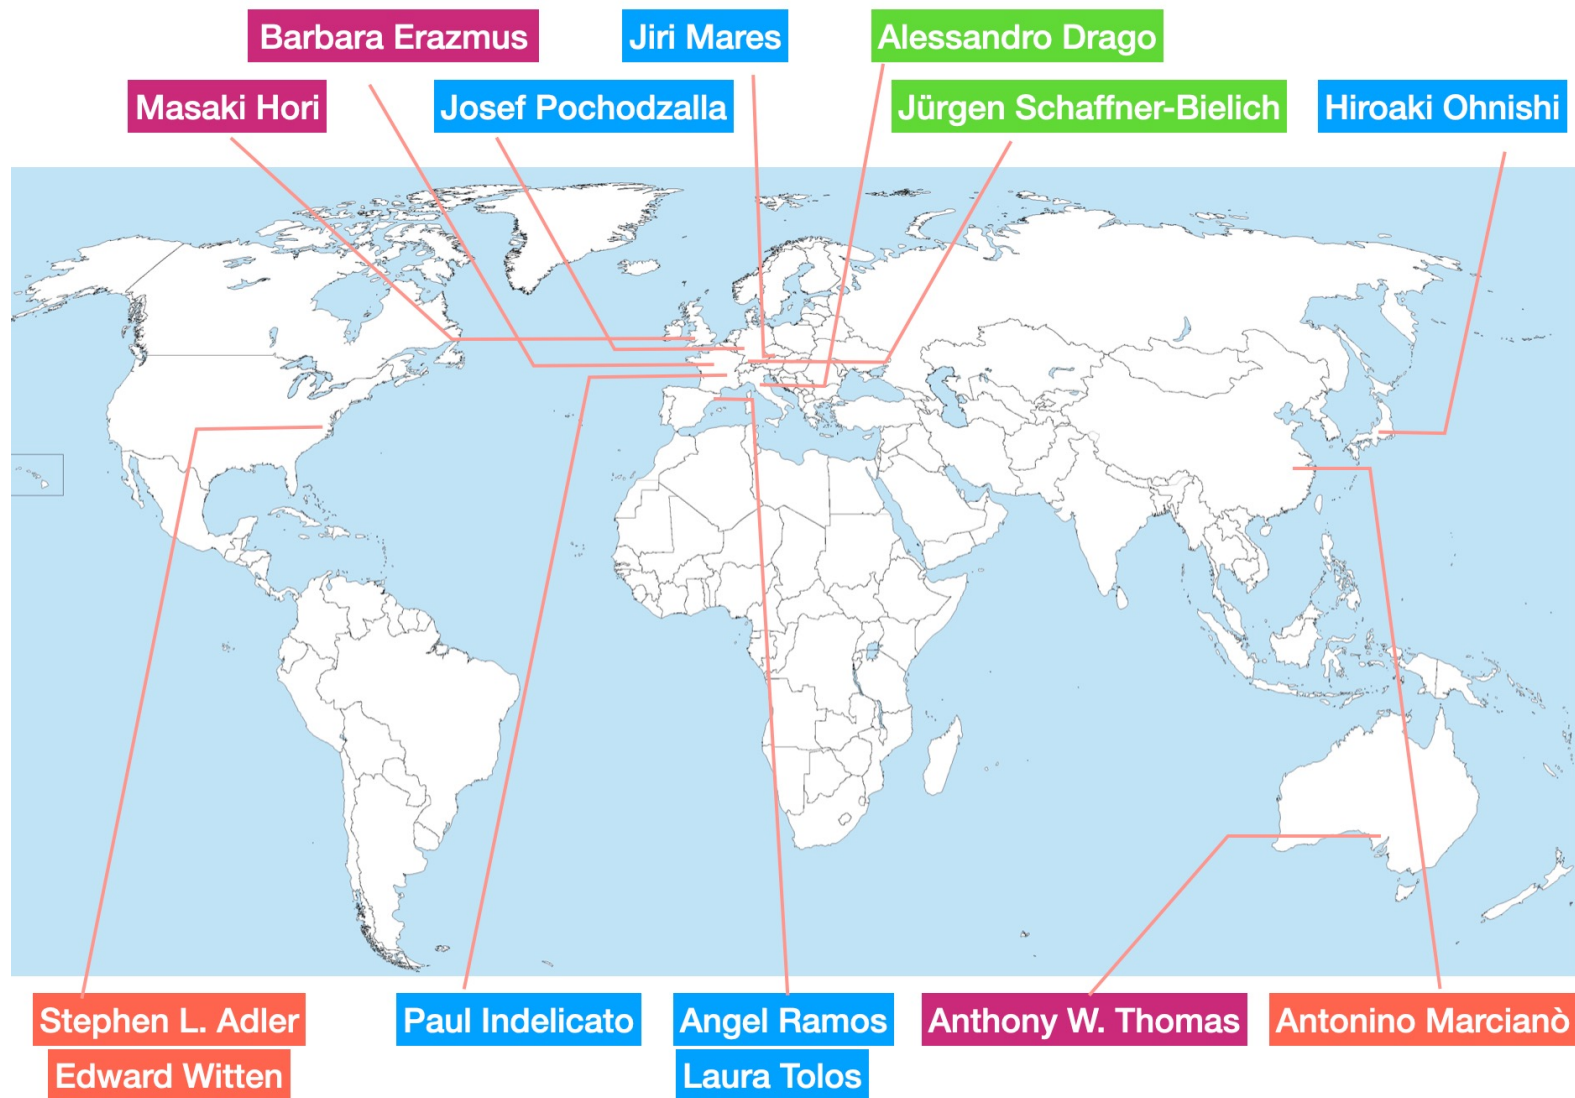 Barbara Erazmus
Jiri Mares
Alessandro Drago
Masaki Hori
Josef Pochodzalla
Jürgen Schaffner-Bielich
Hiroaki Ohnishi
Stephen L. Adler
Paul Indelicato
Angel Ramos
Anthony W. Thomas
Antonino Marcianò
Edward Witten
Laura Tolos